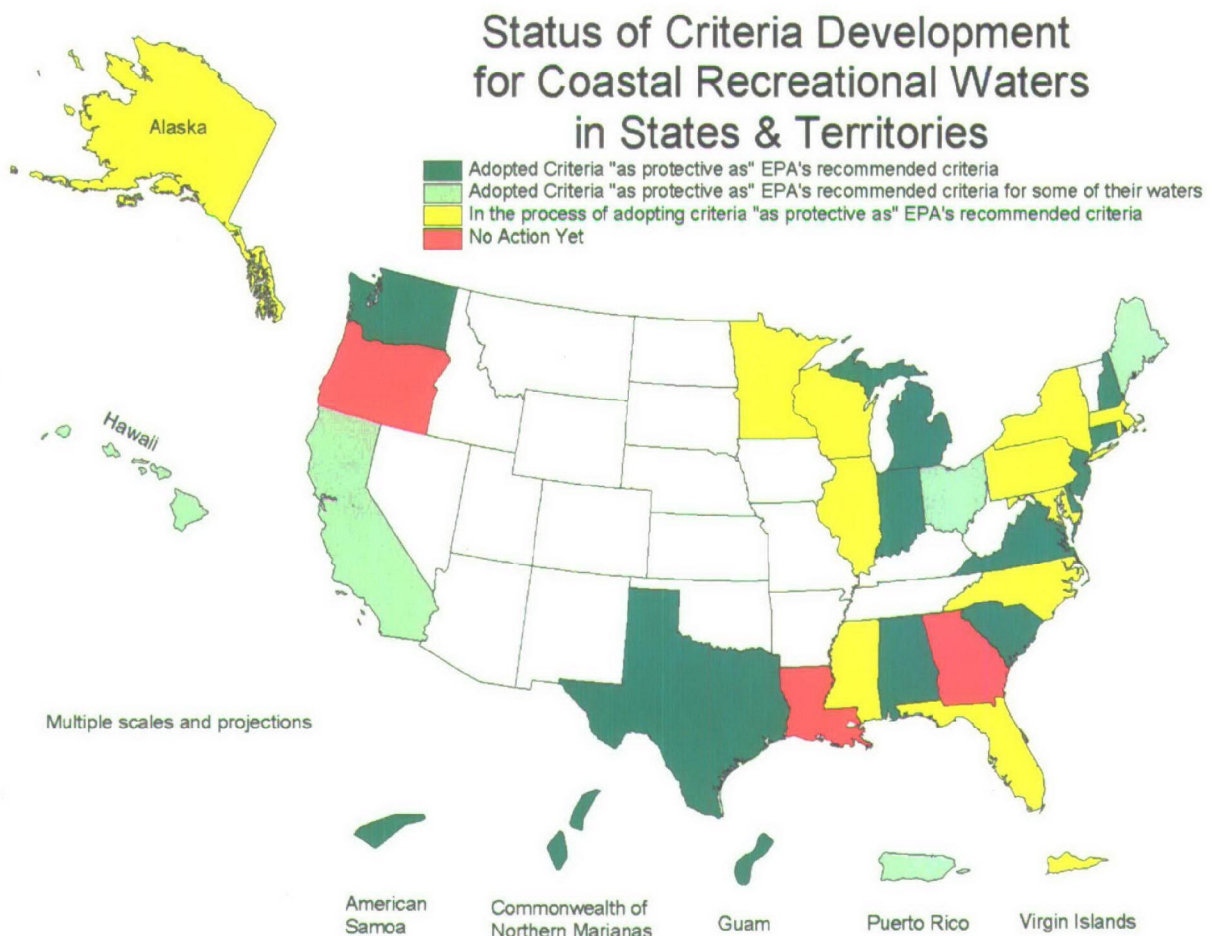 Status of Criteria Development
for Coastal Recreational Waters
in States & Territories
Adopted Criteria "as protective as" EPA's recommended criteria
Adopted Criteria "as protective as" EPA's recommended criteria for some of their waters
In the process of adopting criteria "as protective as" EPA's recommended criteria
No Action Yet
Alaska
Hawaii
Multiple scales and projections
American
Samoa
Commonwealth of
Northern Marianas
Guam
Puerto Rico
Virgin Islands